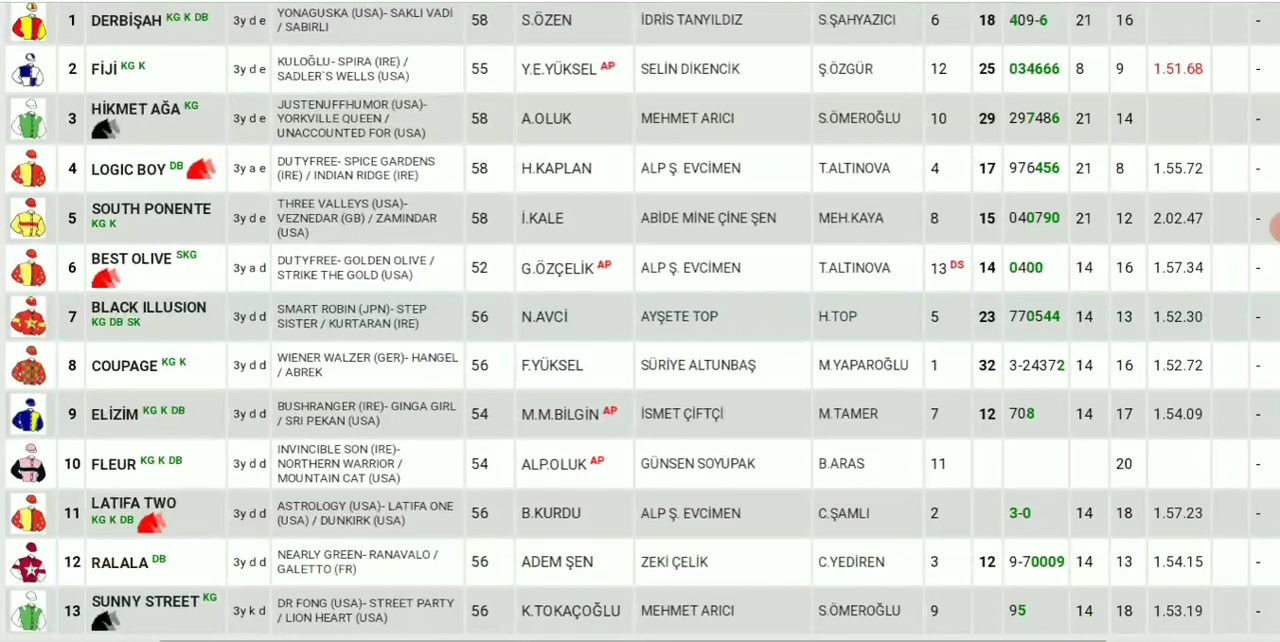 1 DERBİŞAH KG K DB 3y d e YONAGUSKA (USA)- SAKLI VADI / SABIRLI 58 S.ÖZEN İDRİS TANYILDIZ S.ŞAHYAZICI 6 18 409-6 21 16 -
2 FİJİ KG K 3y d e KULOĞLU- SPIRA (IRE) / SADLER`S WELLS (USA) 55 Y.E.YÜKSEL AP SELİN DİKENCİK Ş.ÖZGÜR 12 25 034666 8 9 1.51.68 -
3 HİKMET AĞA KG 3y d e JUSTENUFFHUMOR (USA)- YORKVILLE QUEEN / UNACCOUNTED FOR (USA) 58 A.OLUK MEHMET ARICI S.ÖMEROĞLU 10 29 297486 21 14 -
4 LOGIC BOY DB 3y a e DUTYFREE- SPICE GARDENS (IRE) / INDIAN RIDGE (IRE) 58 H.KAPLAN ALP Ş. EVCİMEN T.ALTINOVA 4 17 976456 21 8 1.55.72 -
5 SOUTH PONENTE KG K 3y d e THREE VALLEYS (USA)- VEZNEDAR (GB) / ZAMINDAR (USA) 58 İ.KALE ABİDE MİNE ÇİNE ŞEN MEH.KAYA 8 15 040790 21 12 2.02.47 -
6 BEST OLIVE SKG 3y a d DUTYFREE- GOLDEN OLIVE / STRIKE THE GOLD (USA) 52 G.ÖZÇELİK AP ALP Ş. EVCİMEN T.ALTINOVA 13 DS 14 0400 14 16 1.57.34 -
7 BLACK ILLUSION KG DB SK 3y d d SMART ROBIN (JPN)- STEP SISTER / KURTARAN (IRE) 56 N.AVCİ AYŞETE TOP H.TOP 5 23 770544 14 13 1.52.30 -
8 COUPAGE KG K 3y d d WIENER WALZER (GER)- HANGEL / ABREK 56 F.YÜKSEL SÜRİYE ALTUNBAŞ M.YAPAROĞLU 1 32 3-24372 14 16 1.52.72 -
9 ELİZİM KG K DB 3y d d BUSHRANGER (IRE)- GINGA GIRL / SRI PEKAN (USA) 54 M.M.BİLGİN AP İSMET ÇİFTÇİ M.TAMER 7 12 708 14 17 1.54.09 -
10 FLEUR KG K DB 3y d d INVINCIBLE SON (IRE)- NORTHERN WARRIOR / MOUNTAIN CAT (USA) 54 ALP.OLUK AP GÜNSEN SOYUPAK B.ARAS 11 20 -
11 LATIFA TWO KG K DB 3y d d ASTROLOGY (USA)- LATIFA ONE (USA) / DUNKIRK (USA) 56 B.KURDU ALP Ş. EVCİMEN C.ŞAMLI 2 3-0 14 18 1.57.23 -
12 RALALA DB 3y d d NEARLY GREEN- RANAVALO / GALETTO (FR) 56 ADEM ŞEN ZEKİ ÇELİK C.YEDİREN 3 12 9-70009 14 13 1.54.15 -
13 SUNNY STREET KG 3y k d DR FONG (USA)- STREET PARTY / LION HEART (USA) 56 K.TOKAÇOĞLU MEHMET ARICI S.ÖMEROĞLU 9 95 14 18 1.53.19 -